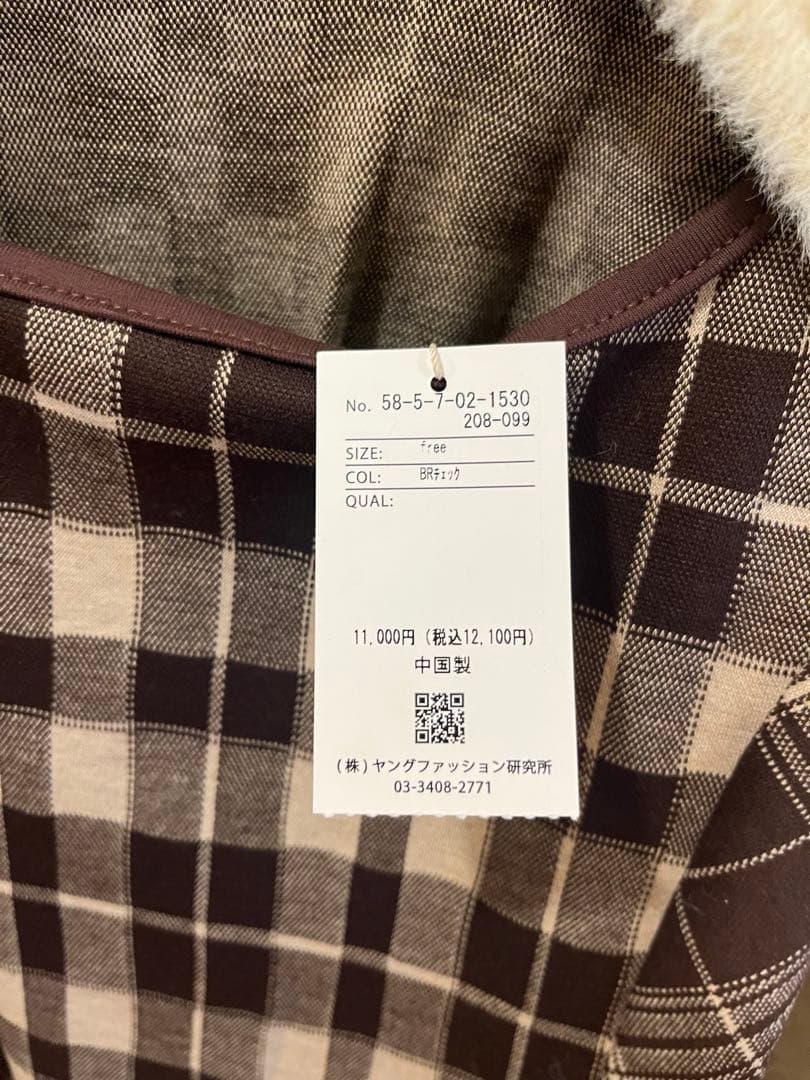 No. 58-5-7-02-1530
208-099
SIZE: free
COL: BRﾁｪｯｸ
QUAL:
11,000円 (税込12,100円)
中国製
(株)ヤングファッション研究所
03-3408-2771